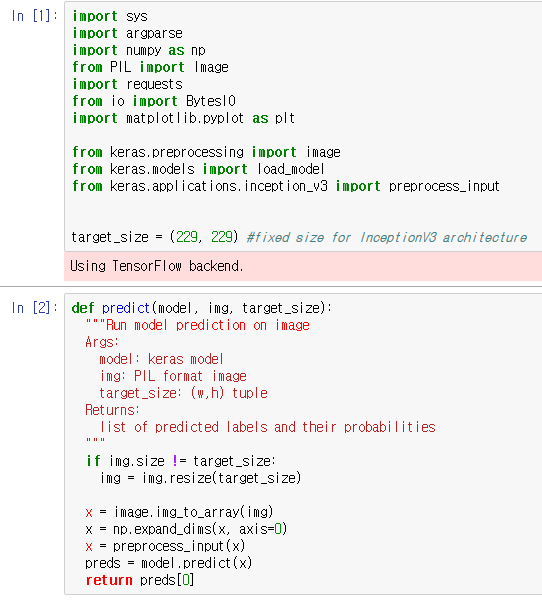 In [1]:
import sys
import argparse
import numpy as np
from PIL import Image
import requests
from io import BytesIO
import matplotlib.pyplot as plt
from keras.preprocessing import image
from keras.models import load_model
from keras.applications.inception_v3 import preprocess_input
target_size = (229, 229) #fixed size for InceptionV3 architecture
Using TensorFlow backend.
In [2]:
def predict(model, img, target_size):
"""Run model prediction on image
Args:
model: keras model
img: PIL format image
target_size: (w,h) tuple
Returns:
list of predicted labels and their probabilities
"""
if img.size != target_size:
img = img.resize(target_size)
x = image.img_to_array(img)
x = np.expand_dims(x, axis=0)
x = preprocess_input(x)
preds = model.predict(x)
return preds[0]